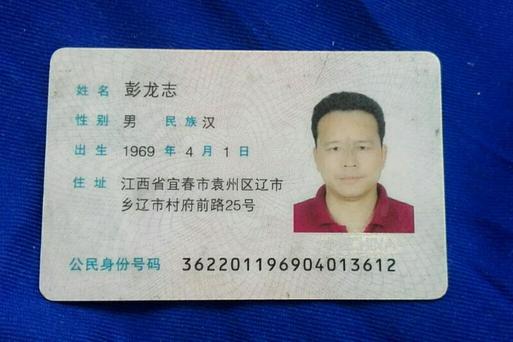 姓名 彭龙志
性别 男 民族 汉
出生 1969 年 4 月 1 日
住址 江西省宜春市袁州区辽市
乡辽市村府前路25号
公民身份号码 362201196904013612